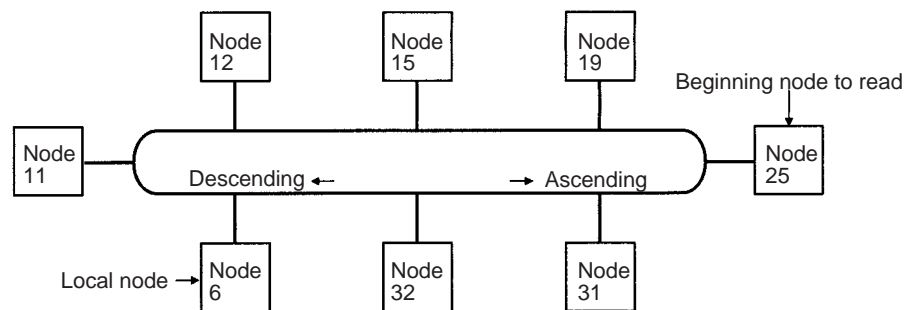 Node
12
Node
15
Node
19
Beginning node to read
Node
11
Node
25
Descending
Ascending
Local node
Node
6
Node
32
Node
31